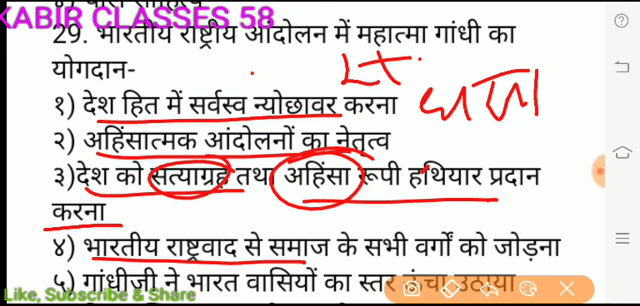 KABIR CLASSES 58
29. भारतीय राष्ट्रीय आंदोलन में महात्मा गांधी का
योगदान-
१) देश हित में सर्वस्व न्योछावर करना
२) अहिंसात्मक आंदोलनों का नेतृत्व
३)देश को सत्याग्रह तथा अहिंसा रूपी हथियार प्रदान
करना
४) भारतीय राष्ट्रवाद से समाज के सभी वर्गों को जोड़ना
५) गांधीजी ने भारत वासियों का स्तर ऊंचा उठाया
Like, Subscribe & Share